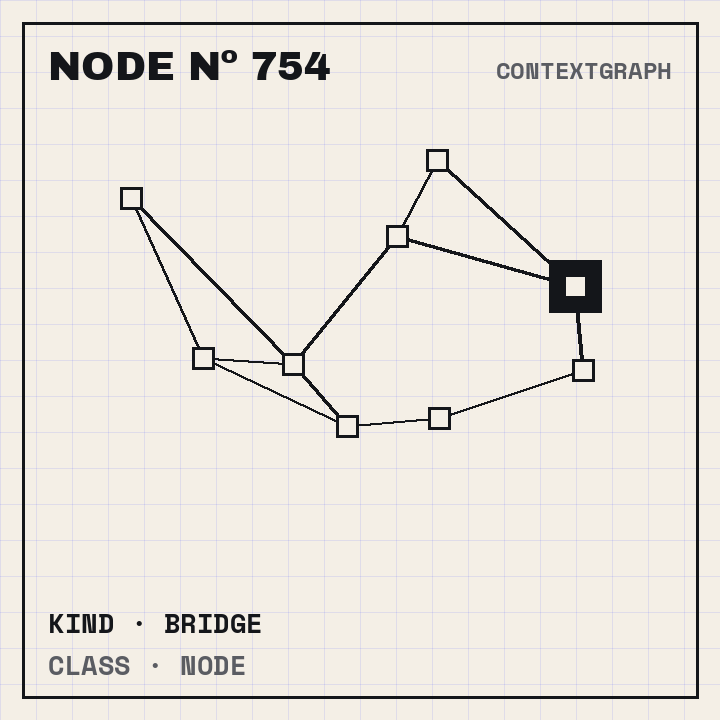 NODE Nº 754
CONTEXTGRAPH
KIND · BRIDGE
CLASS · NODE